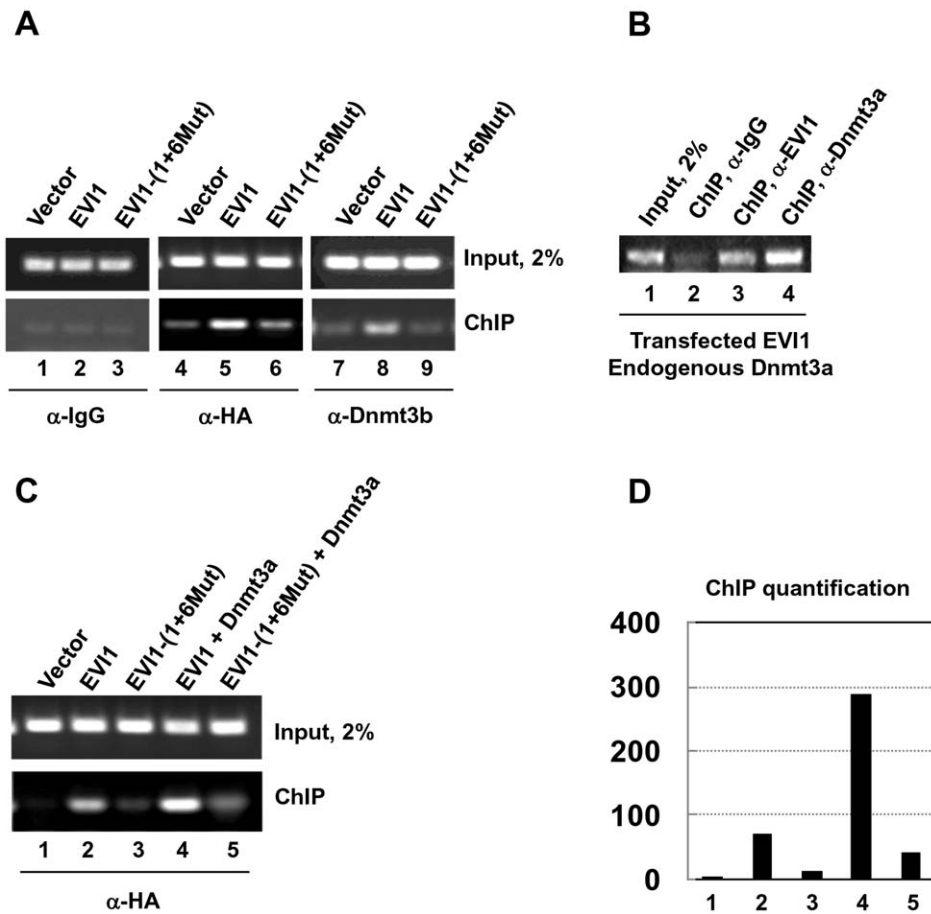 A
Vector
EVI1
EVI1-(1+6Mut)
Vector
EVI1
EVI1-(1+6Mut)
Vector
EVI1
EVI1-(1+6Mut)
Input, 2%
ChIP
1 2 3 4 5 6 7 8 9
α-IgG α-HA α-Dnmt3b
B
Input, 2%
ChIP, α-IgG
ChIP, α-EVI1
ChIP, α-Dnmt3a
1 2 3 4
Transfected EVI1
Endogenous Dnmt3a
C
Vector
EVI1
EVI1-(1+6Mut)
EVI1 + Dnmt3a
EVI1-(1+6Mut) + Dnmt3a
Input, 2%
ChIP
1 2 3 4 5
α-HA
D
ChIP quantification
400
300
200
100
0
1 2 3 4 5